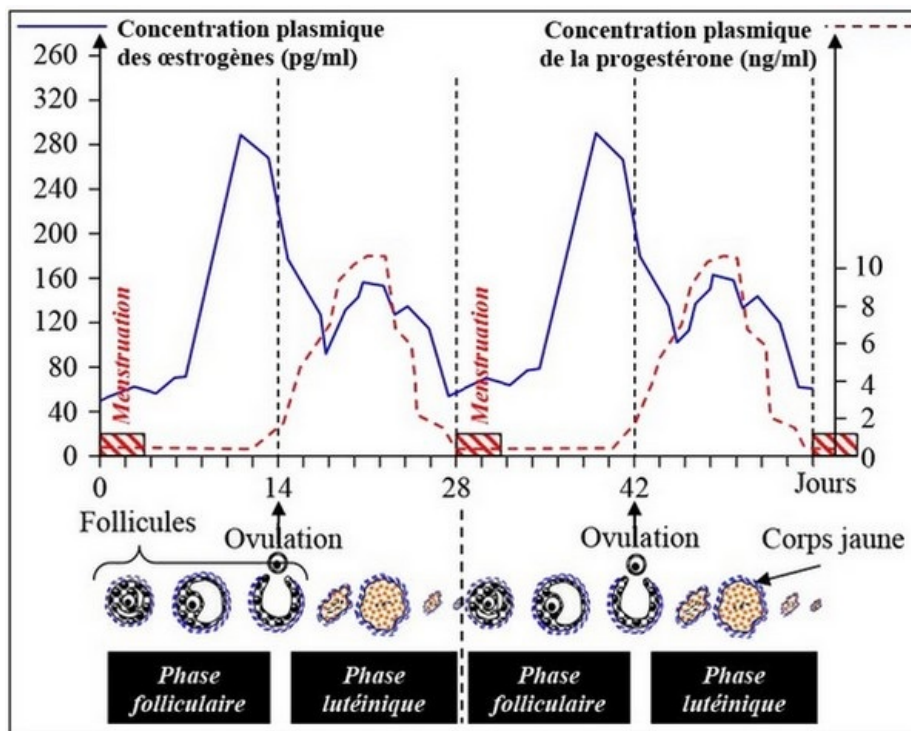 Concentration plasmique
des œstrogènes (pg/ml)
Concentration plasmique
de la progestérone (ng/ml)
260
320
280
240
200
160
120
80
40
0
10
8
6
4
2
0
Menstruation
Menstruation
0
14
28
42
Jours
Follicules
Ovulation
Ovulation
Corps jaune
Phase
folliculaire
Phase
lutéinique
Phase
folliculaire
Phase
lutéinique